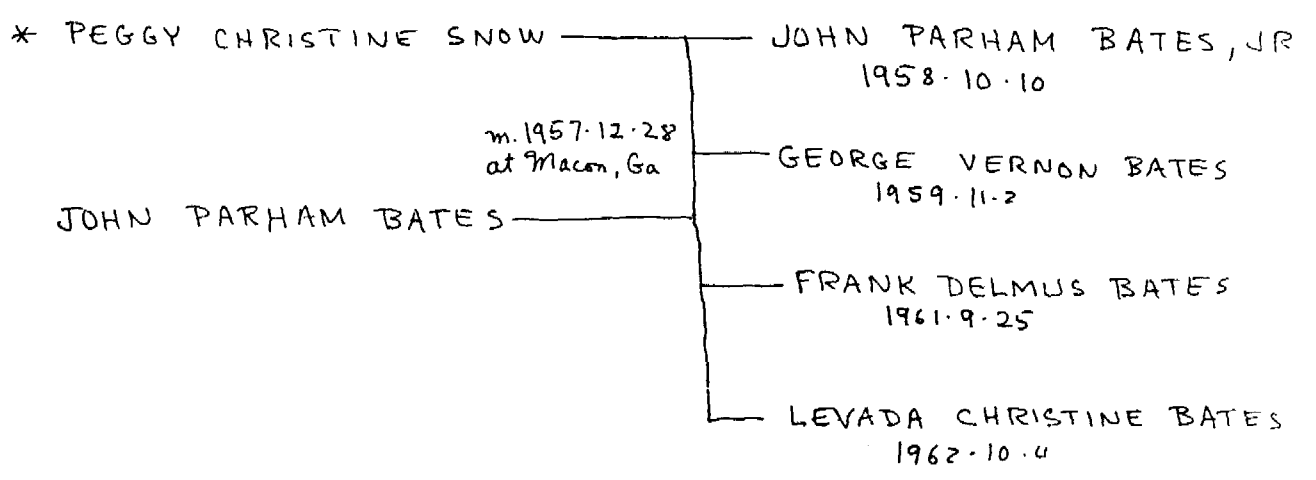 * PEGGY CHRISTINE SNOW
JOHN PARHAM BATES, JR
1958.10.10
m. 1957.12.28
at Macon, Ga
GEORGE VERNON BATES
1959.11.2
JOHN PARHAM BATES
FRANK DELMUS BATES
1961.9.25
LEVADA CHRISTINE BATES
1962.10.4